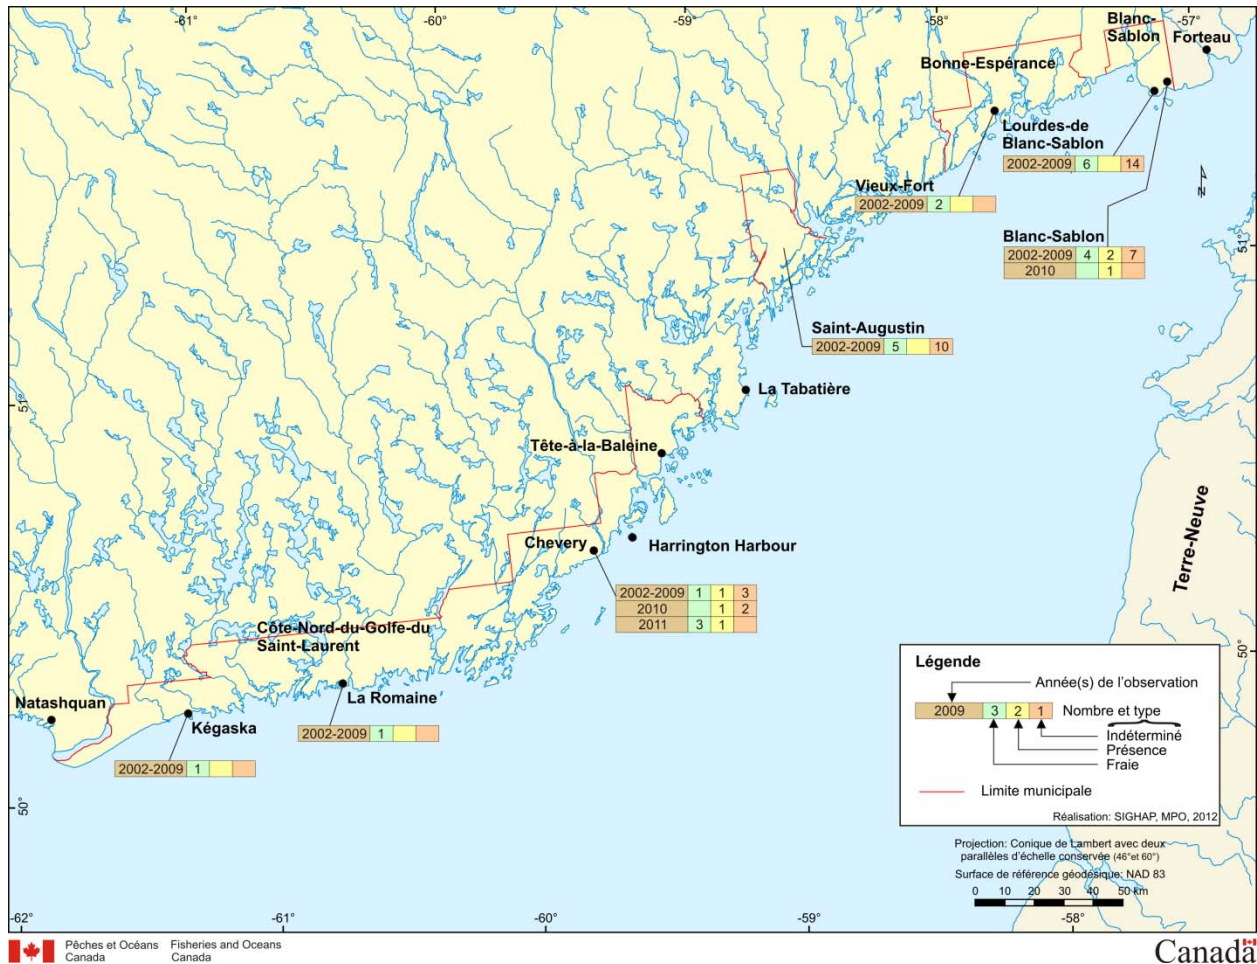 -61°
-60°
-59°
-58°
-57°
Blanc-
Sablon
Forteau
Bonne-Espérance
Lourdes-de
Blanc-Sablon
2002-2009 6 14
Vieux-Fort
2002-2009 2
N
Blanc-Sablon
2002-2009 4 2 7
2010 1
51°
Saint-Augustin
2002-2009 5 10
La Tabatière
51°
Tête-à-la-Baleine
Terre-Neuve
Chevery
Harrington Harbour
2002-2009 1 1 3
2010 1 2
2011 3 1
Côte-Nord-du-Golfe-du
Saint-Laurent
50°
Natashquan
Kégaska
La Romaine
2002-2009 1
2002-2009 1
50°
Légende
Année(s) de l'observation
2009 3 2 1 Nombre et type
Indéterminé
Présence
Fraie
Limite municipale
Réalisation: SIGHAP, MPO, 2012
Projection: Conique de Lambert avec deux
parallèles d'échelle conservée (46°et 60°)
Surface de référence géodésique: NAD 83
0 10 20 30 40 50 km
-62°
-61°
-60°
-59°
-58°
Pêches et Océans Fisheries and Oceans
Canada Canada
Canada